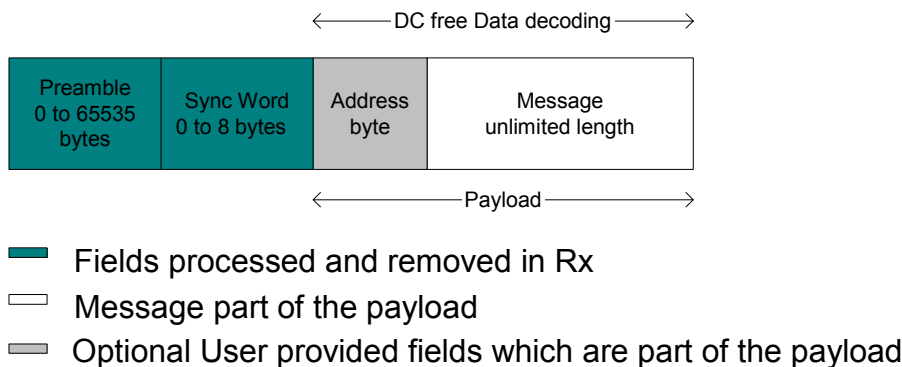 DC free Data decoding
Preamble
0 to 65535
bytes
Sync Word
0 to 8 bytes
Address
byte
Message
unlimited length
Payload
Fields processed and removed in Rx
Message part of the payload
Optional User provided fields which are part of the payload